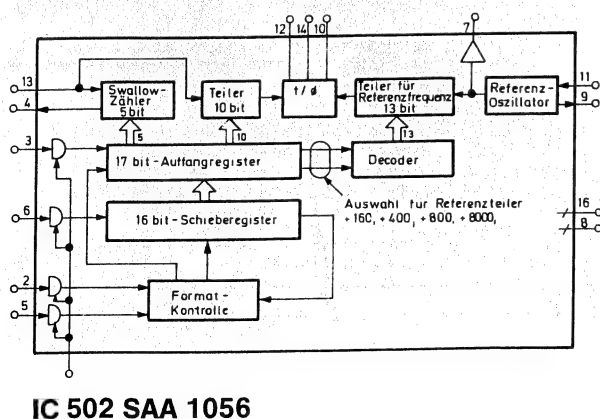 12 14 10
7
13
4
Swallow-
Zähler
5 bit
Teiler
10 bit
f / ø
Teiler für
Referenzfrequenz
13 bit
Referenz-
Oszillator
11
9
5
10
13
3
17 bit - Auffangregister
Decoder
Auswahl für Referenzteiler
÷ 160, ÷ 400, ÷ 800, ÷ 8000,
6
16 bit - Schieberegister
16
8
2
5
Format -
Kontrolle
IC 502 SAA 1056